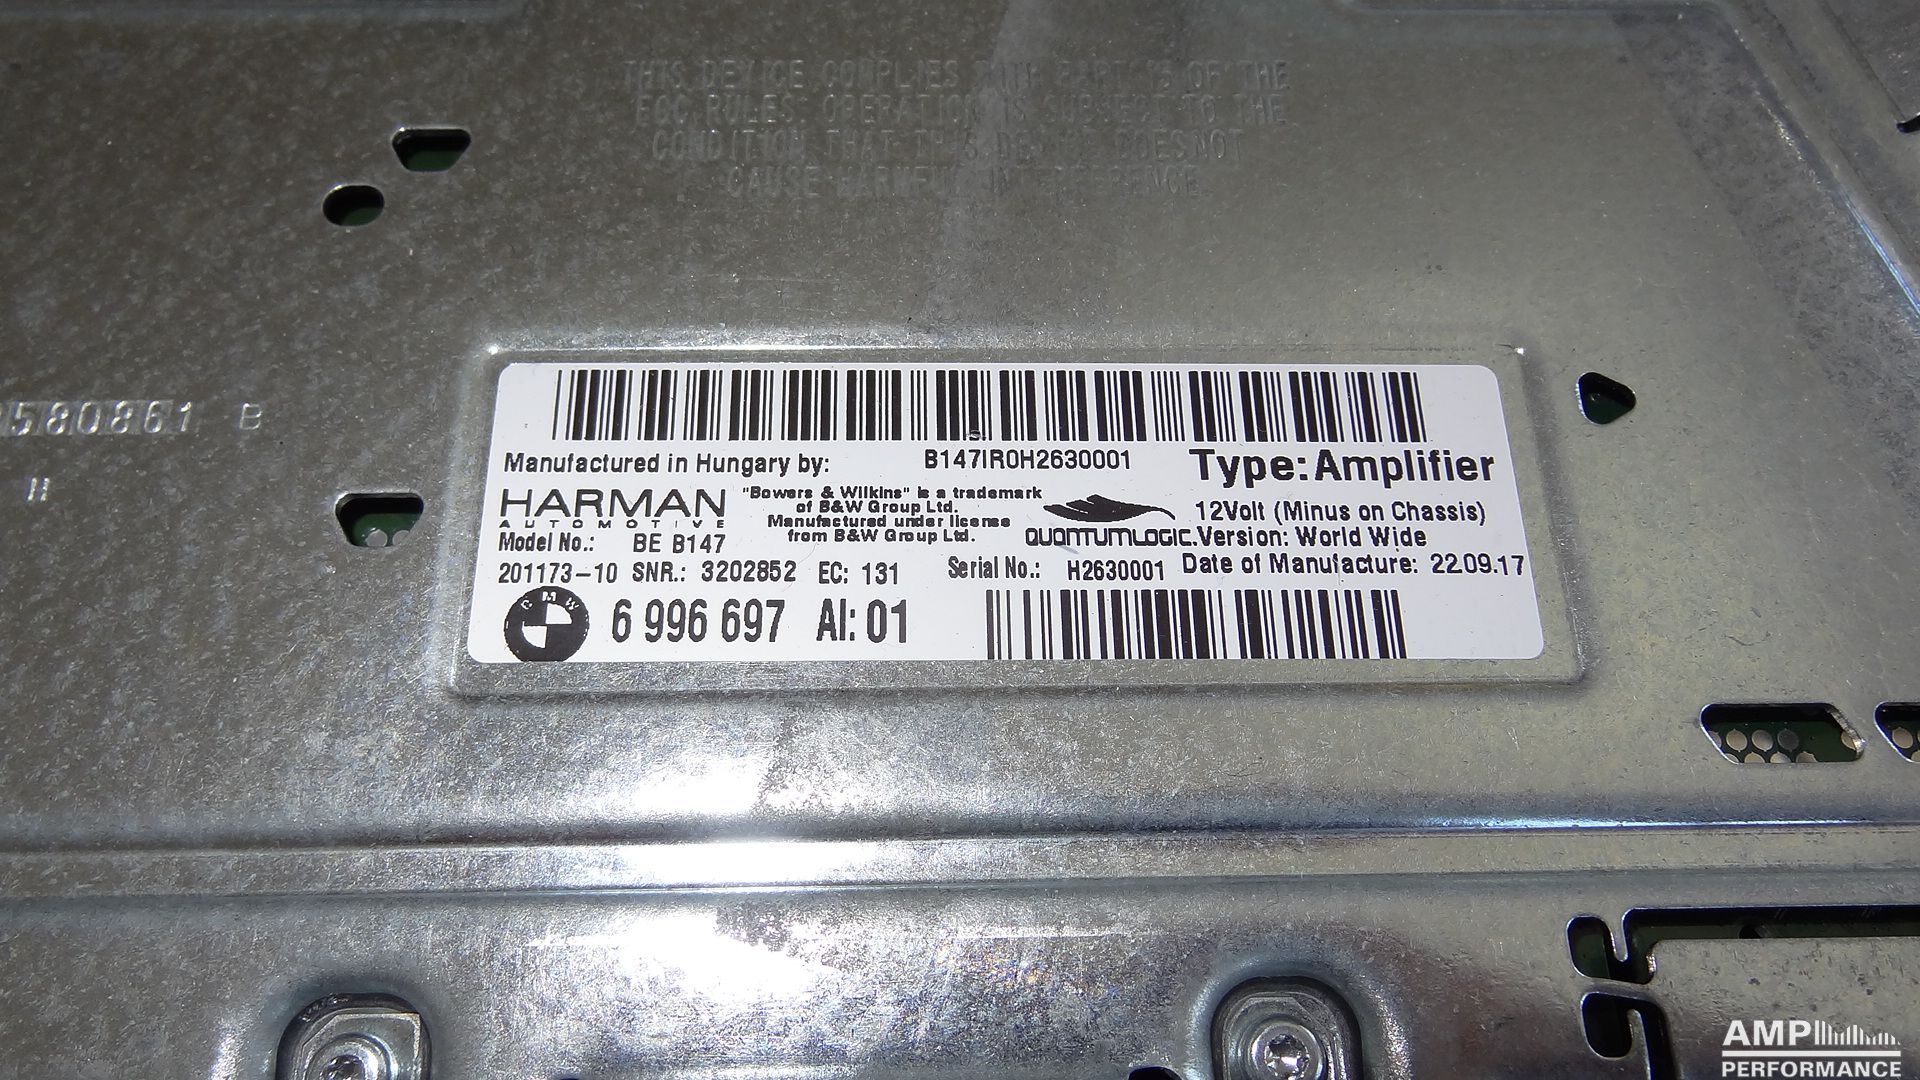 THIS DEVICE COMPLIES WITH PART 15 OF THE
FCC RULES. OPERATION IS SUBJECT TO THE
CONDITION THAT THIS DEVICE DOES NOT
CAUSE HARMFUL INTERFERENCE
580861 B
H
Manufactured in Hungary by:
B147IR0H2630001
Type:Amplifier
HARMAN
AUTOMOTIVE
"Bowers & Wilkins" is a trademark
of B&W Group Ltd.
Manufactured under license
from B&W Group Ltd.
QUANTUMLOGIC.
12Volt (Minus on Chassis)
Version: World Wide
Model No.: BE B147
201173-10 SNR.: 3202852 EC: 131
Serial No.: H2630001
Date of Manufacture: 22.09.17
BMW
6 996 697 AI: 01
AMP
PERFORMANCE